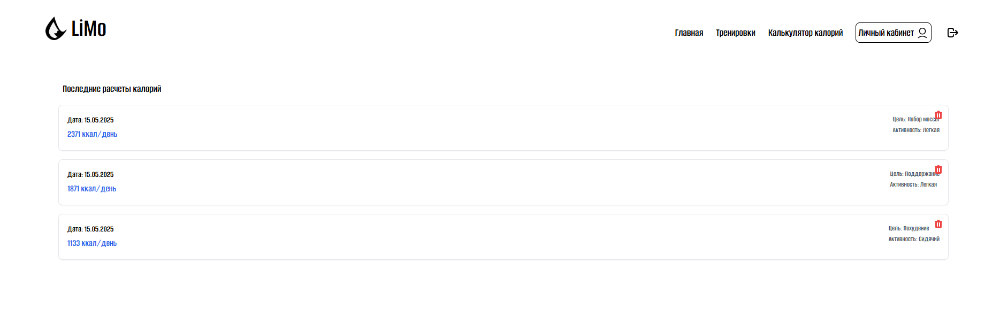 LiMo
Главная Тренировки Калькулятор калорий Личный кабинет
Последние расчеты калорий
Дата: 15.05.2025
2371 ккал/день
Цель: Набор массы
Активность: Легкая
Дата: 15.05.2025
1871 ккал/день
Цель: Поддержание
Активность: Легкая
Дата: 15.05.2025
1133 ккал/день
Цель: Похудение
Активность: Сидячий